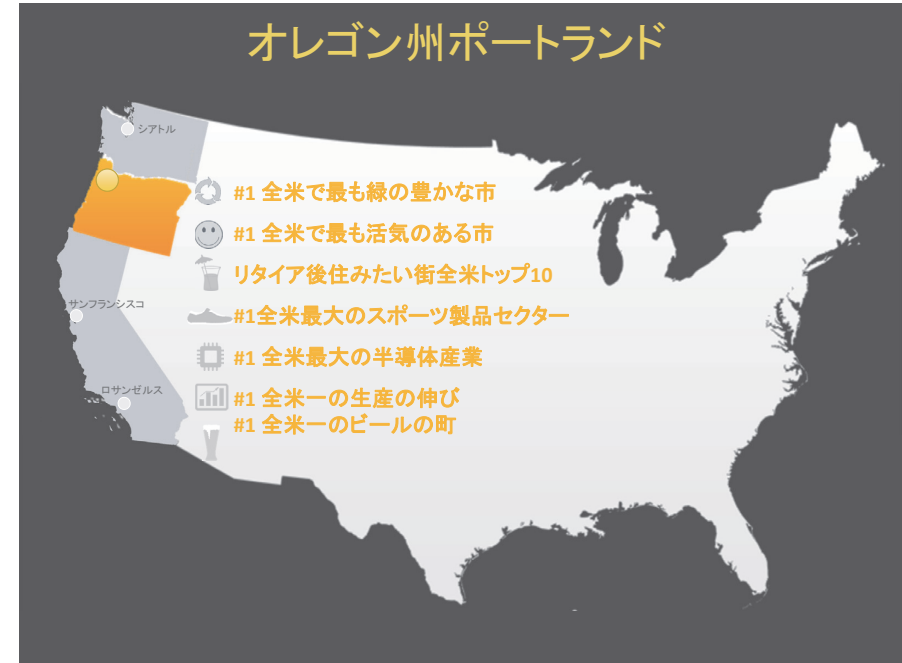 オレゴン州ポートランド
シアトル
#1 全米で最も緑の豊かな市
#1 全米で最も活気のある市
リタイア後住みたい街全米トップ10
サンフランシスコ
#1全米最大のスポーツ製品セクター
#1 全米最大の半導体産業
ロサンゼルス
#1 全米一の生産の伸び
#1 全米一のビールの町